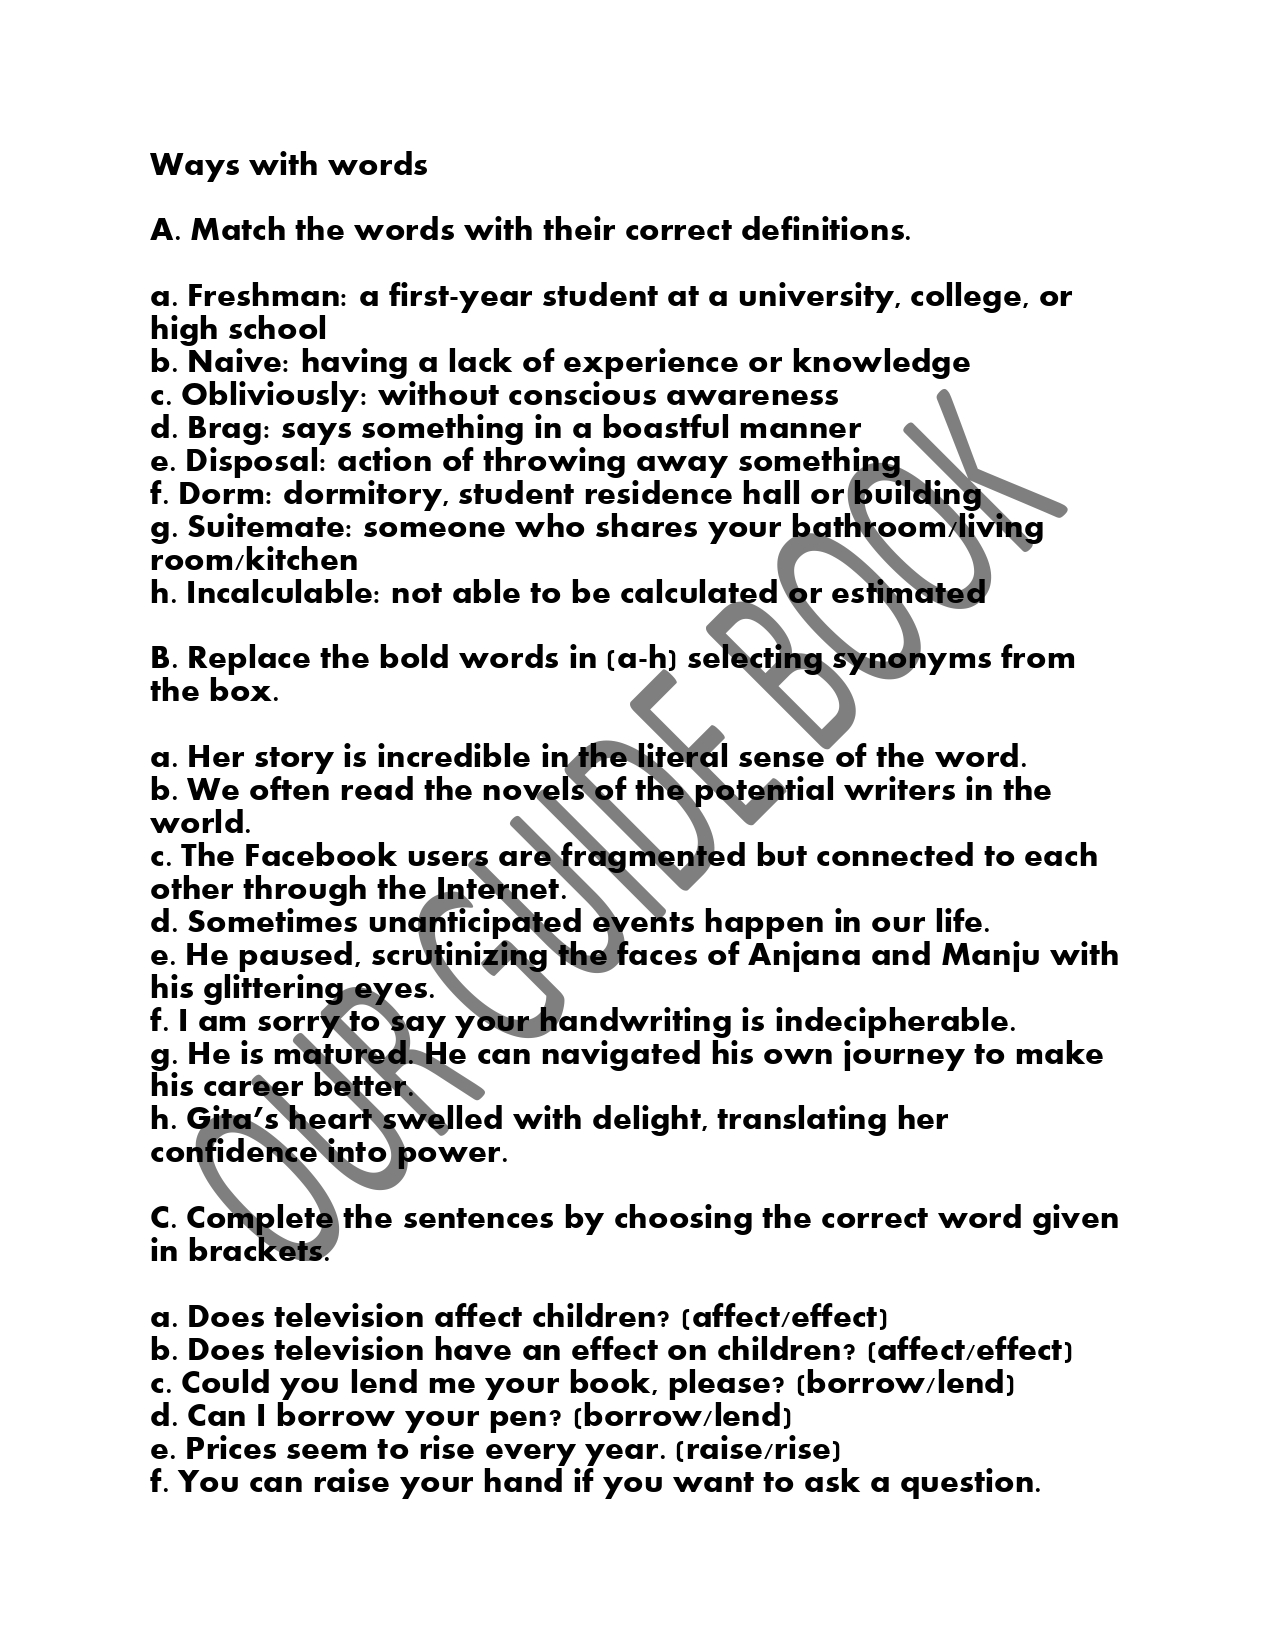 Ways with words
A. Match the words with their correct definitions.
a. Freshman: a first-year student at a university, college, or
high school
b. Naive: having a lack of experience or knowledge
c. Obliviously: without conscious awareness
d. Brag: says something in a boastful manner
e. Disposal: action of throwing away something
f. Dorm: dormitory, student residence hall or building
g. Suitemate: someone who shares your bathroom/living
room/kitchen
h. Incalculable: not able to be calculated or estimated
B. Replace the bold words in (a-h) selecting synonyms from
the box.
a. Her story is incredible in the literal sense of the word.
b. We often read the novels of the potential writers in the
world.
c. The Facebook users are fragmented but connected to each
other through the Internet.
d. Sometimes unanticipated events happen in our life.
e. He paused, scrutinizing the faces of Anjana and Manju with
his glittering eyes.
f. I am sorry to say your handwriting is indecipherable.
g. He is matured. He can navigated his own journey to make
his career better.
h. Gita’s heart swelled with delight, translating her
confidence into power.
C. Complete the sentences by choosing the correct word given
in brackets.
a. Does television affect children? (affect/effect)
b. Does television have an effect on children? (affect/effect)
c. Could you lend me your book, please? (borrow/lend)
d. Can I borrow your pen? (borrow/lend)
e. Prices seem to rise every year. (raise/rise)
f. You can raise your hand if you want to ask a question.
OUR GUIDE BOOK